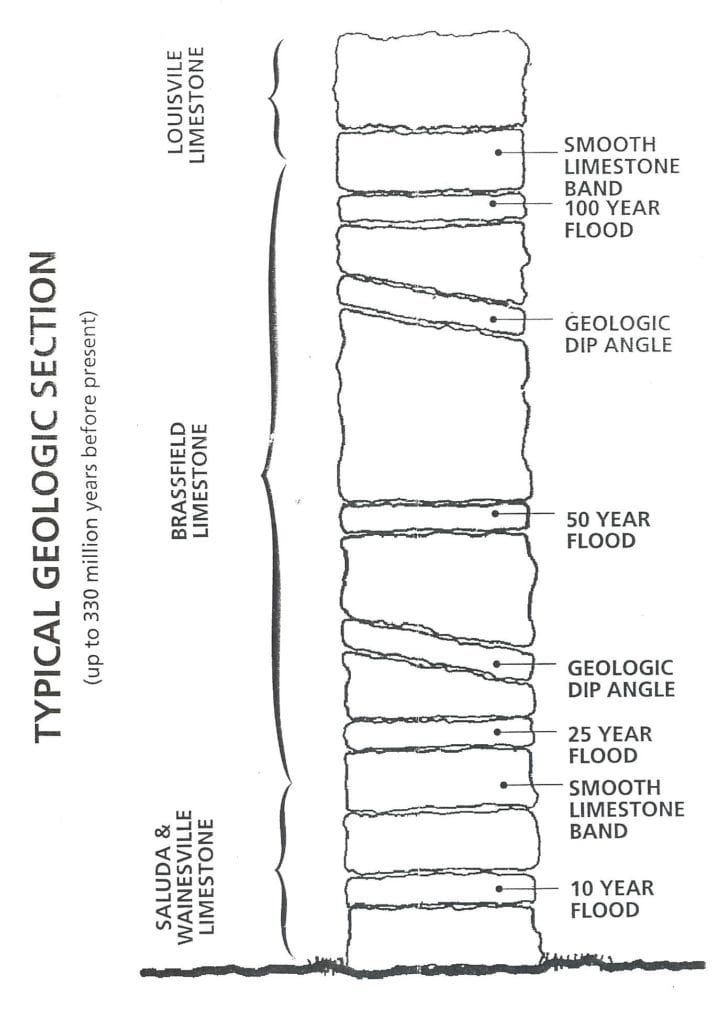 TYPICAL GEOLOGIC SECTION
(up to 330 million years before present)
LOUISVILE
LIMESTONE
BRASSFIELD
LIMESTONE
SALUDA &
WAINESVILLE
LIMESTONE
SMOOTH
LIMESTONE
BAND
100 YEAR
FLOOD
GEOLOGIC
DIP ANGLE
50 YEAR
FLOOD
GEOLOGIC
DIP ANGLE
25 YEAR
FLOOD
SMOOTH
LIMESTONE
BAND
10 YEAR
FLOOD